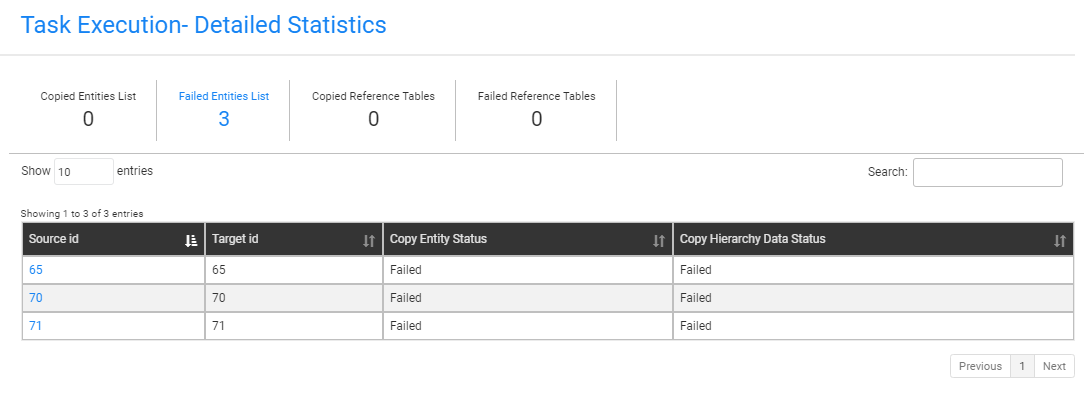 Task Execution- Detailed Statistics
Copied Entities List Failed Entities List Copied Reference Tables Failed Reference Tables
0 3 0 0
Show 10 entries Search:
Showing 1 to 3 of 3 entries
Source id Target id Copy Entity Status Copy Hierarchy Data Status
65 65 Failed Failed
70 70 Failed Failed
71 71 Failed Failed
Previous 1 Next